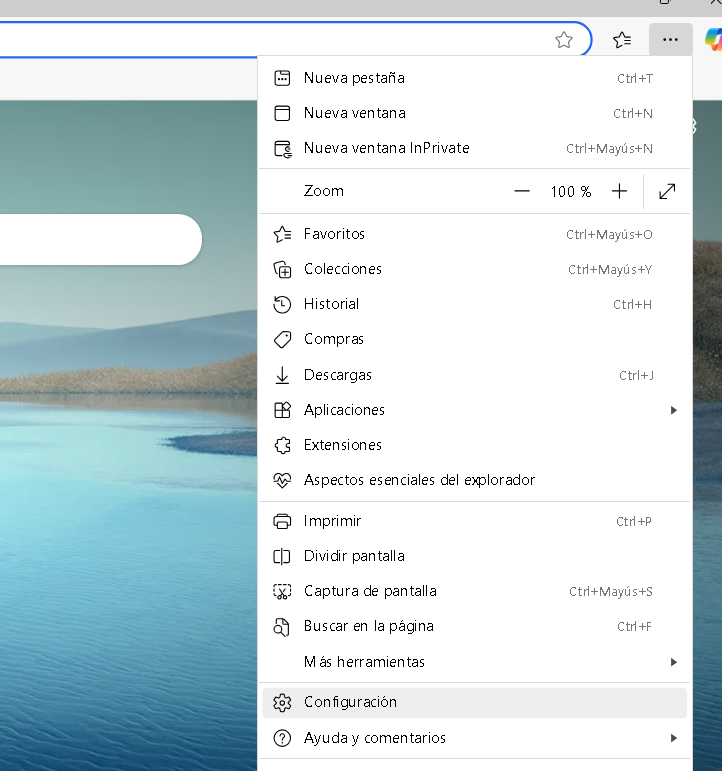 Nueva pestaña Ctrl+T
Nueva ventana Ctrl+N
Nueva ventana InPrivate Ctrl+Mayús+N
Zoom 100 %
Favoritos Ctrl+Mayús+O
Colecciones Ctrl+Mayús+Y
Historial Ctrl+H
Compras
Descargas Ctrl+J
Aplicaciones
Extensiones
Aspectos esenciales del explorador
Imprimir Ctrl+P
Dividir pantalla
Captura de pantalla Ctrl+Mayús+S
Buscar en la página Ctrl+F
Más herramientas
Configuración
Ayuda y comentarios